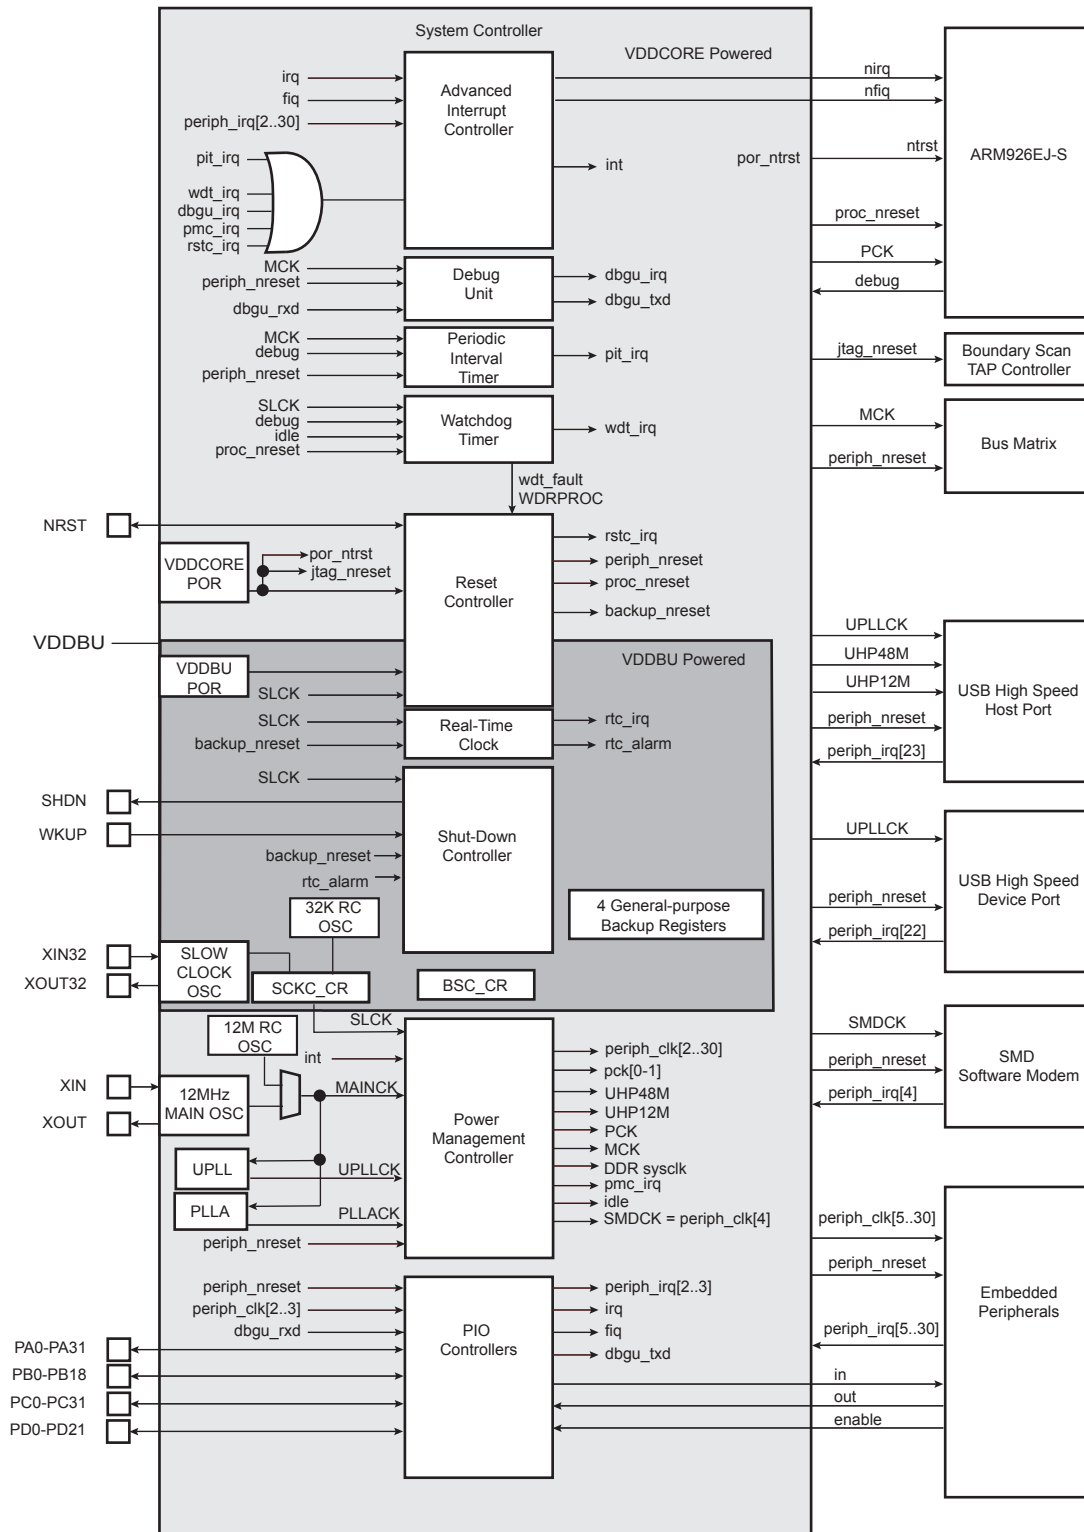 System Controller
VDDCORE Powered
irq
fiq
periph_irq[2..30]
pit_irq
wdt_irq
dbgu_irq
pmc_irq
rstc_irq
Advanced
Interrupt
Controller
int
nirq
nfiq
por_ntrst
ntrst
proc_nreset
PCK
debug
ARM926EJ-S
MCK
periph_nreset
dbgu_rxd
Debug
Unit
dbgu_irq
dbgu_txd
MCK
debug
periph_nreset
Periodic
Interval
Timer
pit_irq
jtag_nreset
Boundary Scan
TAP Controller
SLCK
debug
idle
proc_nreset
Watchdog
Timer
wdt_irq
MCK
periph_nreset
Bus Matrix
wdt_fault
WDRPROC
NRST
VDDCORE
POR
por_ntrst
jtag_nreset
Reset
Controller
rstc_irq
periph_nreset
proc_nreset
backup_nreset
VDDBU
VDDBU Powered
VDDBU
POR
SLCK
UPLLCK
UHP48M
UHP12M
periph_nreset
periph_irq[23]
USB High Speed
Host Port
SLCK
backup_nreset
Real-Time
Clock
rtc_irq
rtc_alarm
SLCK
SHDN
WKUP
backup_nreset
rtc_alarm
Shut-Down
Controller
4 General-purpose
Backup Registers
UPLLCK
periph_nreset
periph_irq[22]
USB High Speed
Device Port
32K RC
OSC
XIN32
XOUT32
SLOW
CLOCK
OSC
SCKC_CR
BSC_CR
SLCK
12M RC
OSC
int
XIN
XOUT
12MHz
MAIN OSC
MAINCK
UPLL
UPLLCK
PLLA
PLLACK
periph_nreset
Power
Management
Controller
periph_clk[2..30]
pck[0-1]
UHP48M
UHP12M
PCK
MCK
DDR sysclk
pmc_irq
idle
SMDCK = periph_clk[4]
SMDCK
periph_nreset
periph_irq[4]
SMD
Software Modem
periph_nreset
periph_clk[2..3]
dbgu_rxd
PA0-PA31
PB0-PB18
PC0-PC31
PD0-PD21
PIO
Controllers
periph_irq[2..3]
irq
fiq
dbgu_txd
periph_clk[5..30]
periph_nreset
periph_irq[5..30]
in
out
enable
Embedded
Peripherals